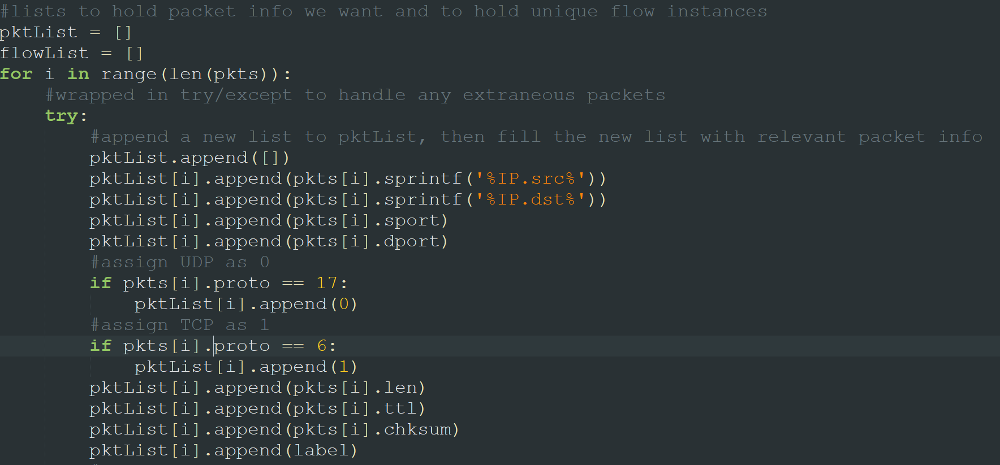 #lists to hold packet info we want and to hold unique flow instances
pktList = []
flowList = []
for i in range(len(pkts)):
    #wrapped in try/except to handle any extraneous packets
    try:
        #append a new list to pktList, then fill the new list with relevant packet info
        pktList.append([])
        pktList[i].append(pkts[i].sprintf('%IP.src%'))
        pktList[i].append(pkts[i].sprintf('%IP.dst%'))
        pktList[i].append(pkts[i].sport)
        pktList[i].append(pkts[i].dport)
        #assign UDP as 0
        if pkts[i].proto == 17:
            pktList[i].append(0)
        #assign TCP as 1
        if pkts[i].proto == 6:
            pktList[i].append(1)
        pktList[i].append(pkts[i].len)
        pktList[i].append(pkts[i].ttl)
        pktList[i].append(pkts[i].chksum)
        pktList[i].append(label)